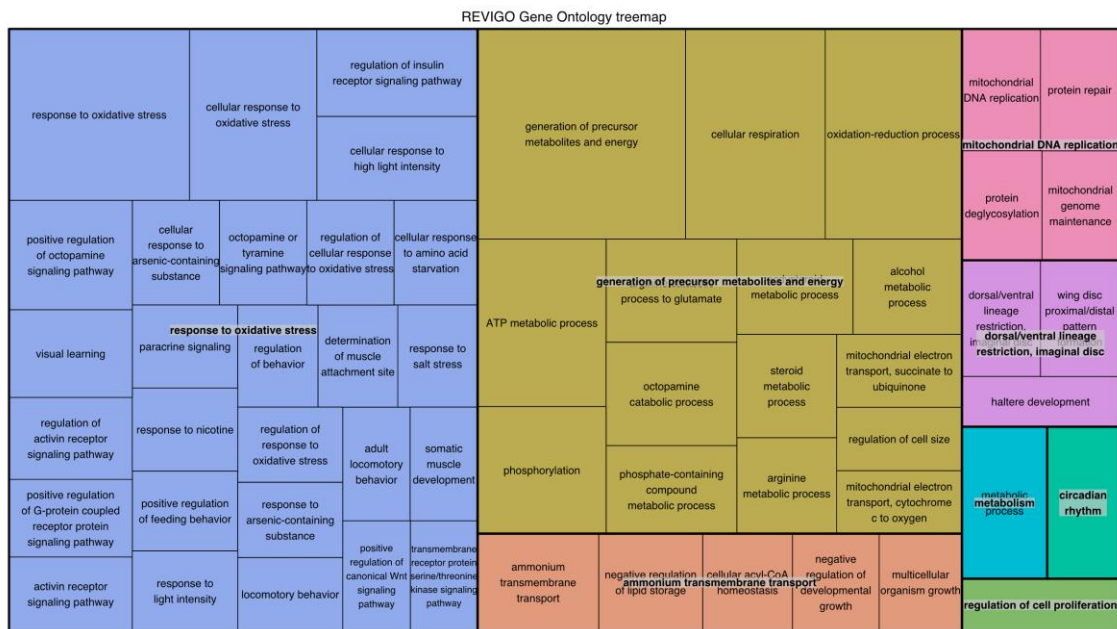 REVIGO Gene Ontology treemap
response to oxidative stress
cellular response to
oxidative stress
regulation of insulin
receptor signaling pathway
cellular response to
high light intensity
positive regulation
of octopamine
signaling pathway
cellular
response to
arsenic-containing
substance
octopamine or
tyramine
signaling pathway
regulation of
cellular response
to oxidative stress
cellular response
to amino acid
starvation
response to oxidative stress
visual learning
paracrine signaling
regulation
of behavior
determination
of muscle
attachment site
response to
salt stress
regulation of
activin receptor
signaling pathway
response to nicotine
regulation of
response to
oxidative stress
adult
locomotory
behavior
somatic
muscle
development
positive regulation
of G-protein coupled
receptor protein
signaling pathway
positive regulation
of feeding behavior
response to
arsenic-containing
substance
activin receptor
signaling pathway
response to
light intensity
locomotory behavior
positive
regulation of
canonical Wnt
signaling
pathway
transmembrane
receptor protein
serine/threonine
kinase signaling
pathway
generation of precursor
metabolites and energy
cellular respiration
oxidation-reduction process
ATP metabolic process
generation of precursor metabolites and energy
process to glutamate
metabolic process
alcohol
metabolic
process
octopamine
catabolic process
steroid
metabolic
process
mitochondrial electron
transport, succinate to
ubiquinone
regulation of cell size
phosphorylation
phosphate-containing
compound
metabolic process
arginine
metabolic process
mitochondrial electron
transport, cytochrome
c to oxygen
ammonium
transmembrane
transport
negative regulation
of lipid storage
cellular acyl-CoA
homeostasis
negative
regulation of
developmental
growth
multicellular
organism growth
ammonium transmembrane transport
mitochondrial
DNA replication
protein repair
mitochondrial DNA replication
protein
deglycosylation
mitochondrial
genome
maintenance
dorsal/ventral
lineage
restriction,
imaginal disc
wing disc
proximal/distal
pattern
formation
dorsal/ventral lineage
restriction, imaginal disc
haltere development
metabolic
process
metabolism
circadian
rhythm
regulation of cell proliferation